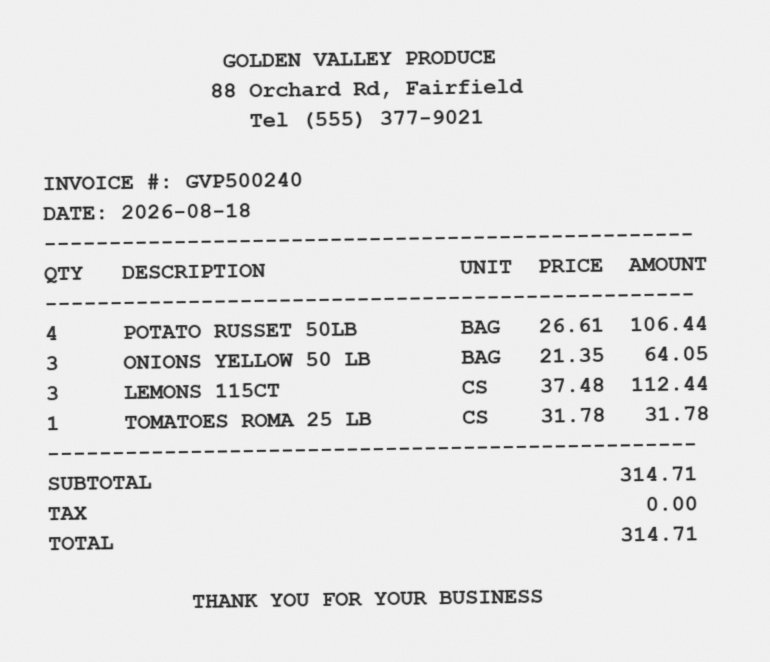 GOLDEN VALLEY PRODUCE
88 Orchard Rd, Fairfield
Tel (555) 377-9021
INVOICE #: GVP500240
DATE: 2026-08-18
--------------------------------------------------
QTY DESCRIPTION UNIT PRICE AMOUNT
--------------------------------------------------
4 POTATO RUSSET 50LB BAG 26.61 106.44
3 ONIONS YELLOW 50 LB BAG 21.35 64.05
3 LEMONS 115CT CS 37.48 112.44
1 TOMATOES ROMA 25 LB CS 31.78 31.78
--------------------------------------------------
SUBTOTAL 314.71
TAX 0.00
TOTAL 314.71
THANK YOU FOR YOUR BUSINESS